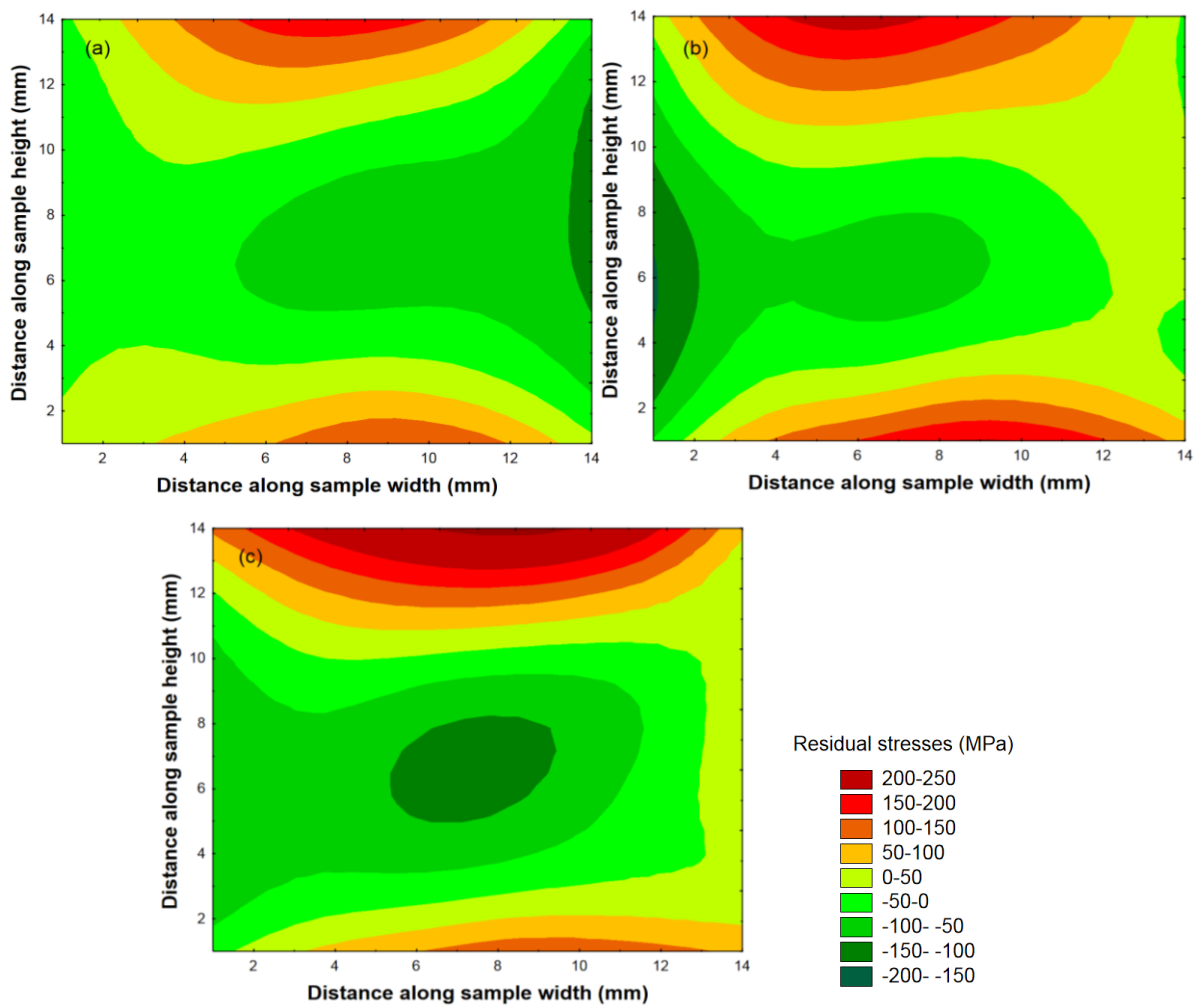 (a)
14
12
10
8
6
4
2
Distance along sample height (mm)
2 4 6 8 10 12 14
Distance along sample width (mm)
(b)
14
12
10
8
6
4
2
Distance along sample height (mm)
2 4 6 8 10 12 14
Distance along sample width (mm)
(c)
14
12
10
8
6
4
2
Distance along sample height (mm)
2 4 6 8 10 12 14
Distance along sample width (mm)
Residual stresses (MPa)
200-250
150-200
100-150
50-100
0-50
-50-0
-100- -50
-150- -100
-200- -150